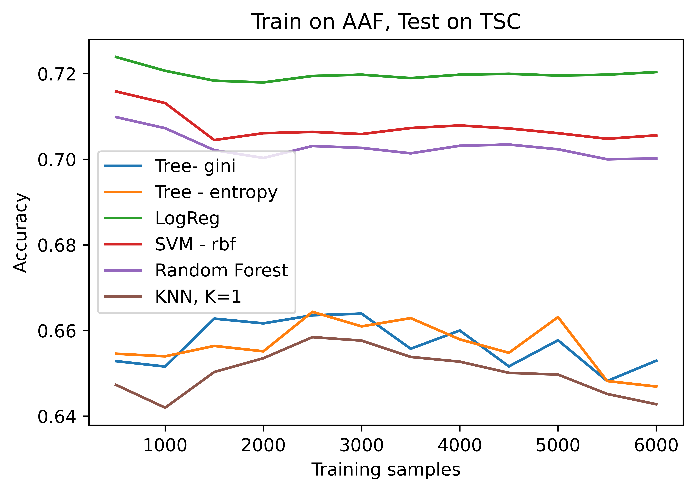 Train on AAF, Test on TSC
Accuracy
0.72
0.70
0.68
0.66
0.64
Tree- gini
Tree - entropy
LogReg
SVM - rbf
Random Forest
KNN, K=1
1000 2000 3000 4000 5000 6000
Training samples